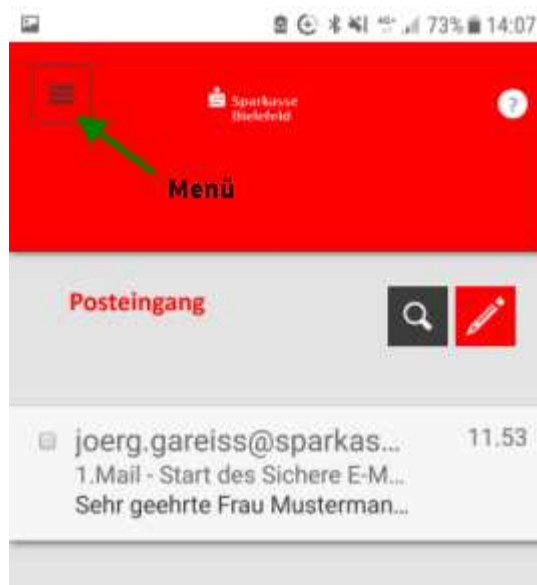 73% 14:07
Sparkasse
Bielefeld
?
Menü
Posteingang
joerg.gareiss@sparkas... 11.53
1.Mail - Start des Sichere E-M...
Sehr geehrte Frau Musterman...